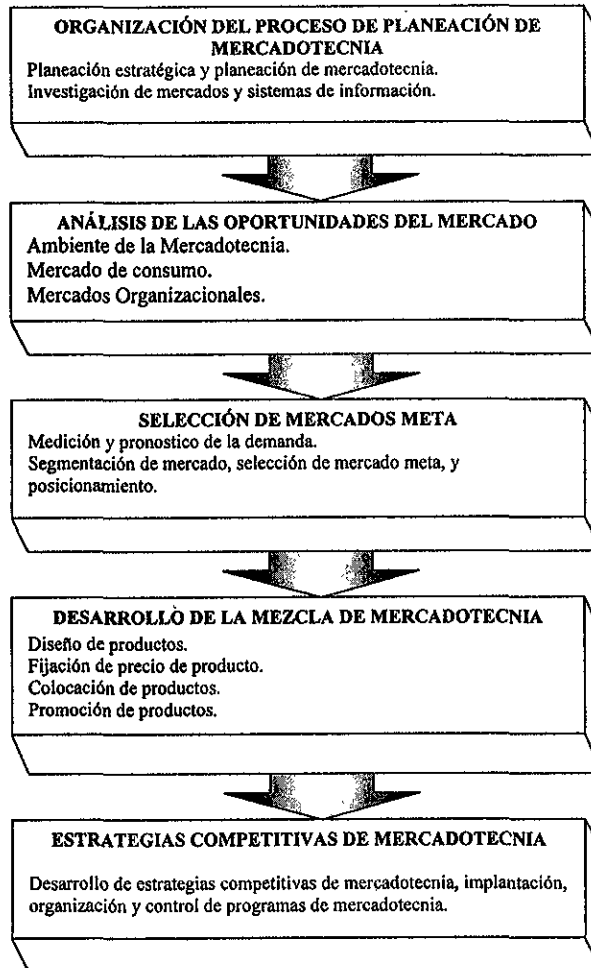 ORGANIZACIÓN DEL PROCESO DE PLANEACIÓN DE
MERCADOTECNIA
Planeación estratégica y planeación de mercadotecnia.
Investigación de mercados y sistemas de información.
ANÁLISIS DE LAS OPORTUNIDADES DEL MERCADO
Ambiente de la Mercadotecnia.
Mercado de consumo.
Mercados Organizacionales.
SELECCIÓN DE MERCADOS META
Medición y pronostico de la demanda.
Segmentación de mercado, selección de mercado meta, y
posicionamiento.
DESARROLLO DE LA MEZCLA DE MERCADOTECNIA
Diseño de productos.
Fijación de precio de producto.
Colocación de productos.
Promoción de productos.
ESTRATEGIAS COMPETITIVAS DE MERCADOTECNIA
Desarrollo de estrategias competitivas de mercadotecnia, implantación,
organización y control de programas de mercadotecnia.